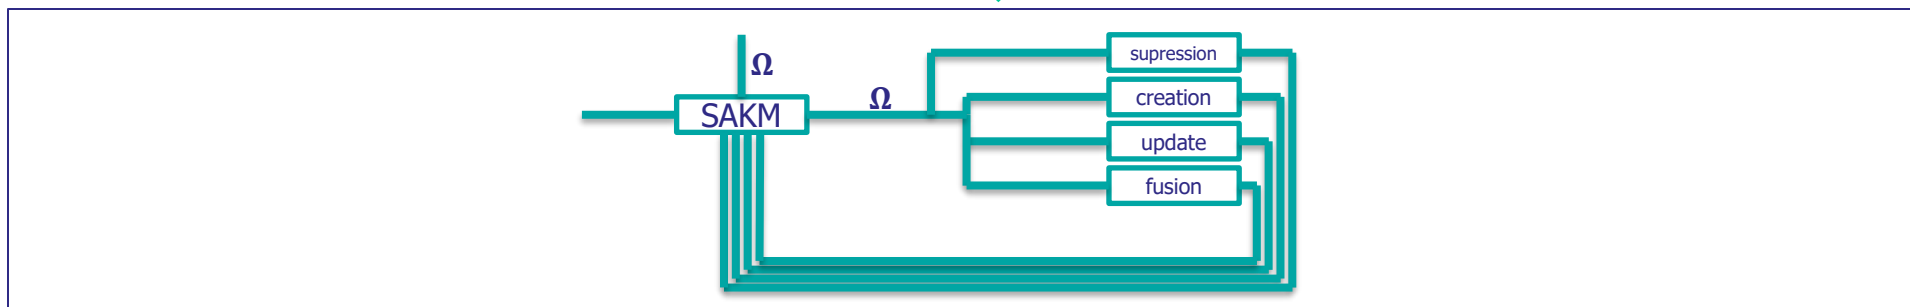 supression
Ω
Ω
creation
SAKM
update
fusion